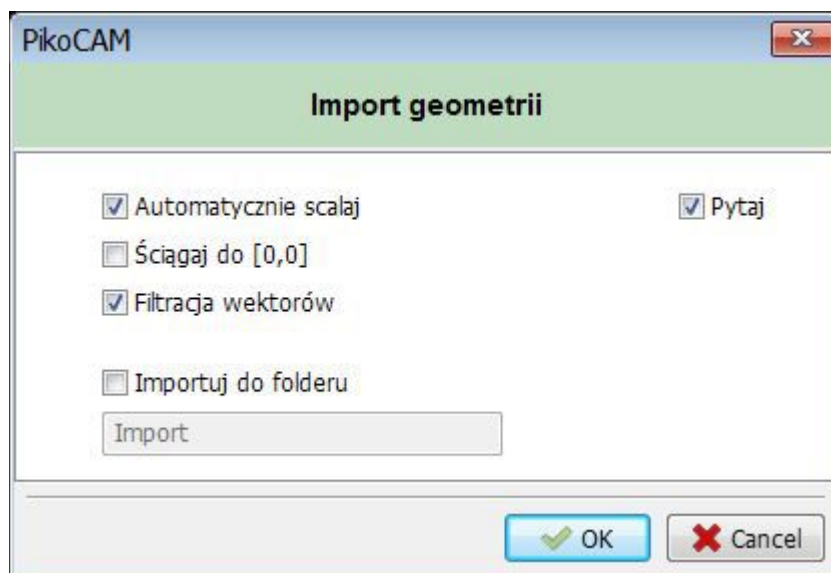 PikoCAM
Import geometrii
Automatycznie scalaj
Pytaj
Ściągaj do [0,0]
Filtracja wektorów
Importuj do folderu
Import
OK
Cancel